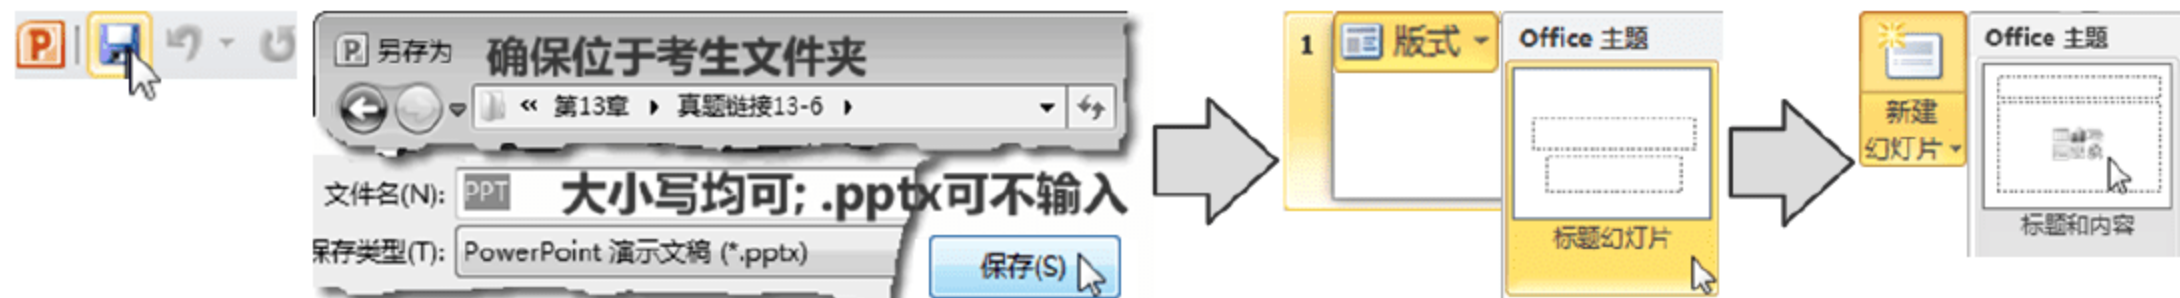 另存为 确保位于考生文件夹
« 第13章 真题链接13-6
文件名(N): PPT 大小写均可; .pptx可不输入
保存类型(T): PowerPoint 演示文稿 (*.pptx)
保存(S)
1 版式
Office 主题
标题幻灯片
新建
幻灯片
Office 主题
标题和内容